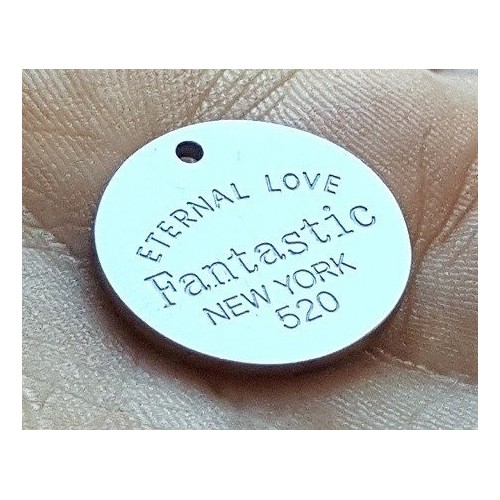 ETERNAL LOVE
Fantastic
NEW YORK
520